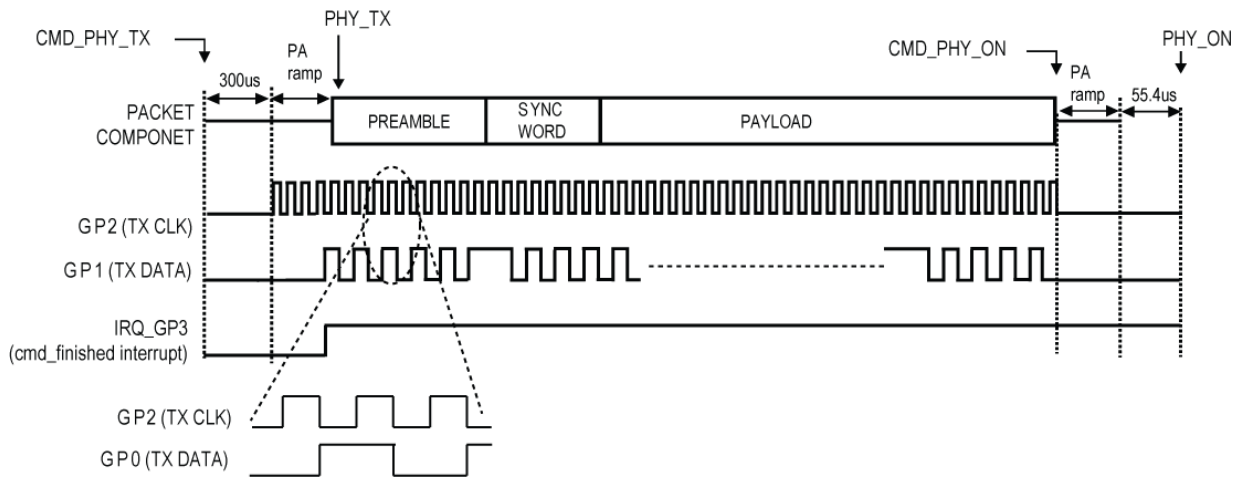 PHY_TX
CMD_PHY_TX
CMD_PHY_ON
PHY_ON
PA
ramp
300us
PA
ramp
55.4us
PACKET
COMPONET
PREAMBLE
SYNC
WORD
PAYLOAD
GP2 (TX CLK)
GP1 (TX DATA)
IRQ_GP3
(cmd_finished interrupt)
GP2 (TX CLK)
GP0 (TX DATA)